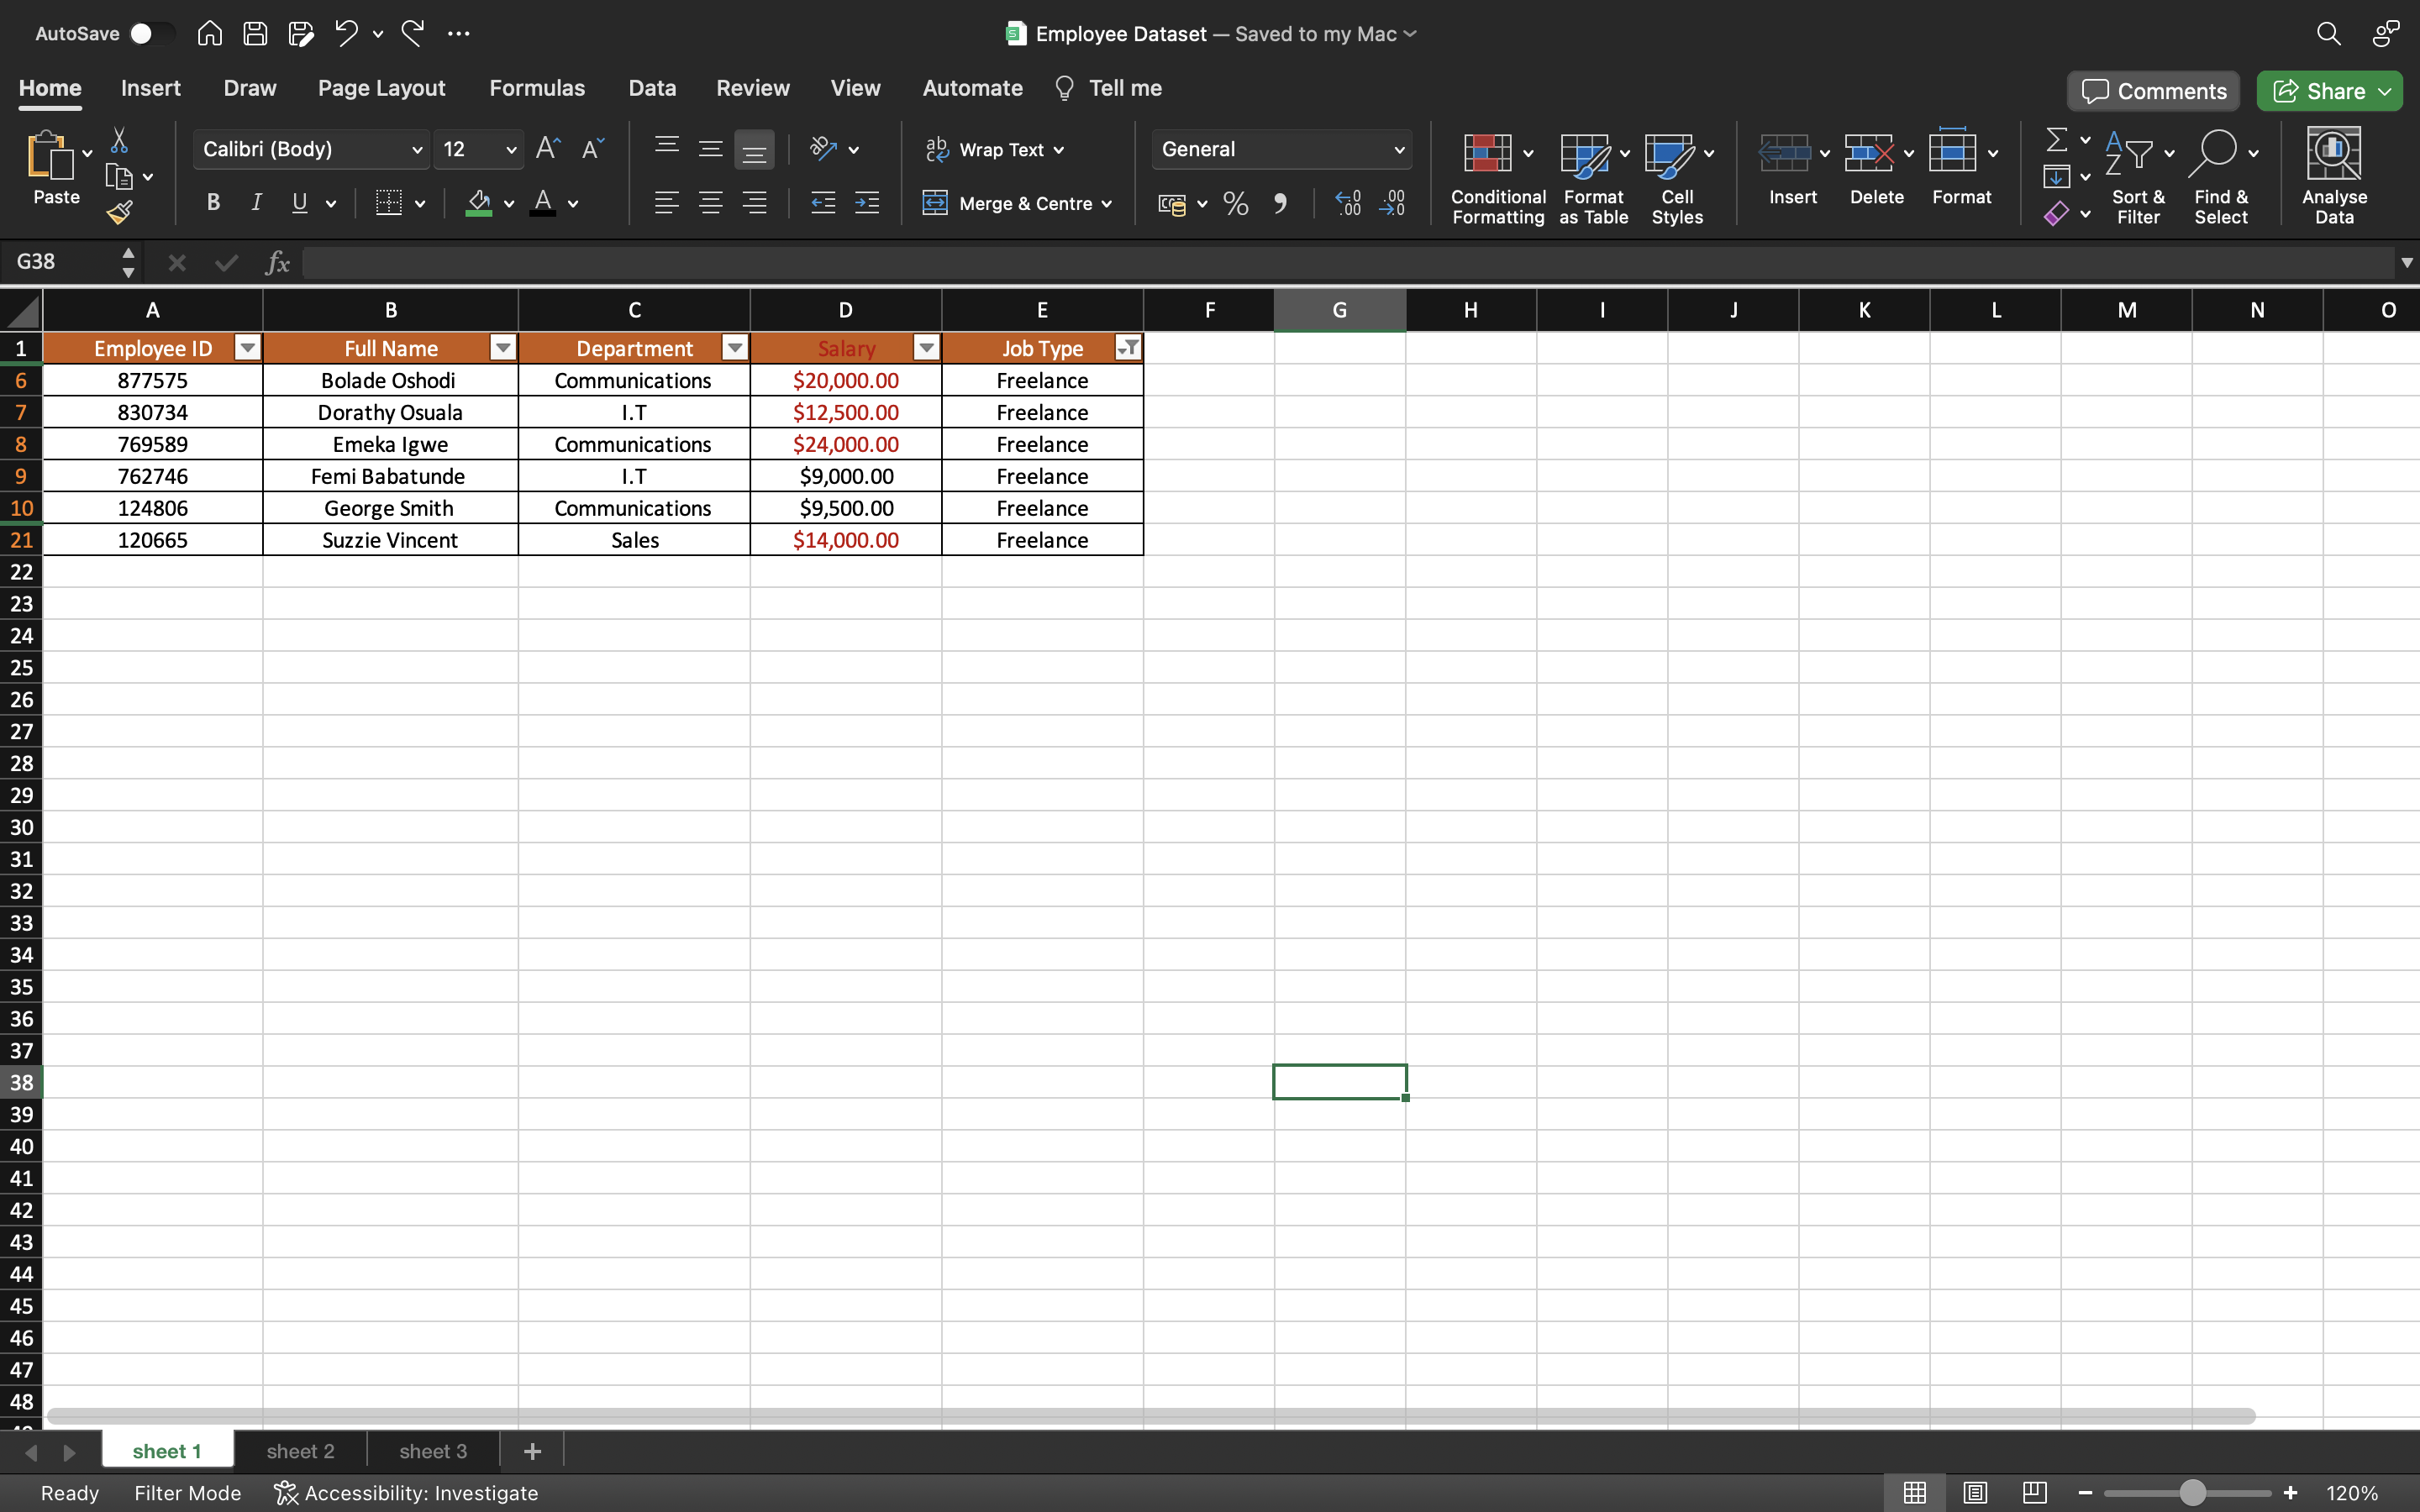 AutoSave
Employee Dataset — Saved to my Mac
Home Insert Draw Page Layout Formulas Data Review View Automate Tell me Comments Share
Paste
Calibri (Body) 12
B I U
Wrap Text
Merge & Centre
General
Conditional Formatting
Format as Table
Cell Styles
Insert
Delete
Format
Sort & Filter
Find & Select
Analyse Data
G38 fx
A B C D E F G H I J K L M N O
1 Employee ID Full Name Department Salary Job Type
6 877575 Bolade Oshodi Communications $20,000.00 Freelance
7 830734 Dorathy Osuala I.T $12,500.00 Freelance
8 769589 Emeka Igwe Communications $24,000.00 Freelance
9 762746 Femi Babatunde I.T $9,000.00 Freelance
10 124806 George Smith Communications $9,500.00 Freelance
21 120665 Suzzie Vincent Sales $14,000.00 Freelance
22
23
24
25
26
27
28
29
30
31
32
33
34
35
36
37
38
39
40
41
42
43
44
45
46
47
48
sheet 1 sheet 2 sheet 3 +
Ready Filter Mode Accessibility: Investigate 120%